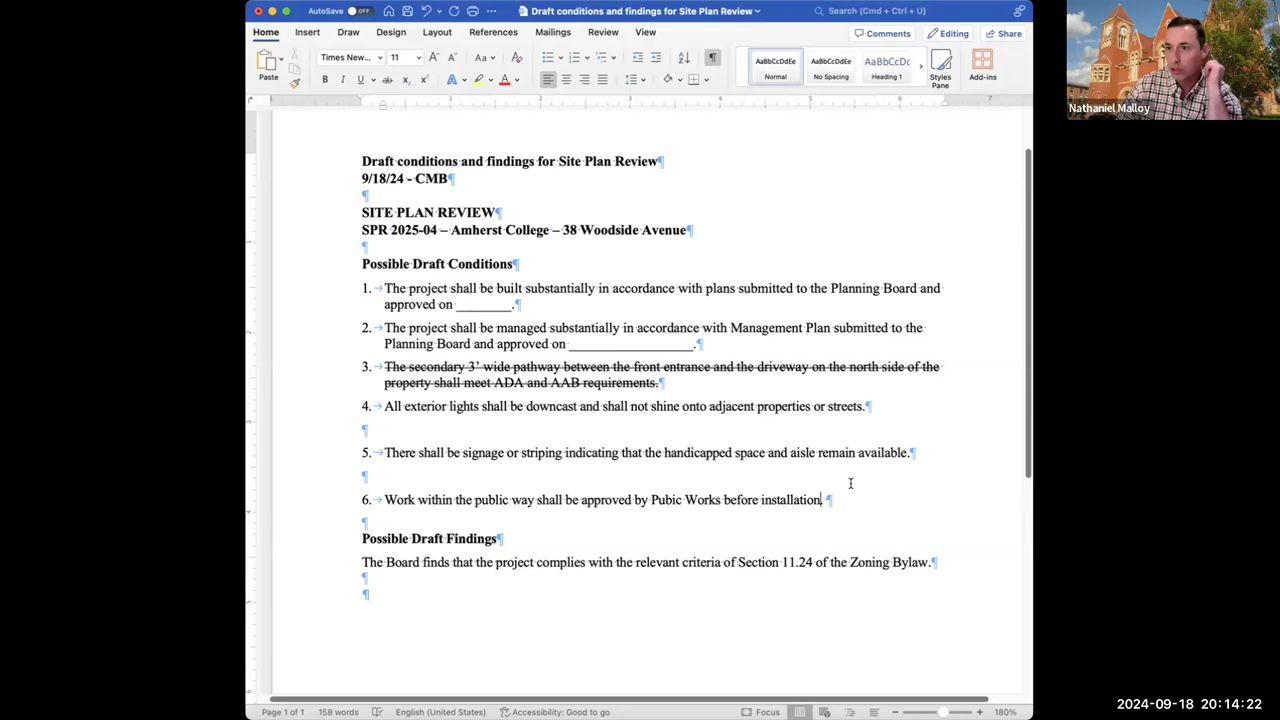 AutoSave OFF
Draft conditions and findings for Site Plan Review
Search (Cmd + Ctrl + U)
Home Insert Draw Design Layout References Mailings Review View
Comments Editing Share
Paste
Times New... 11
AaBbCcDdEe AaBbCcDdEe AaBbCcDc
Normal No Spacing Heading 1
Styles Pane
Add-ins
Nathaniel Malloy
Draft conditions and findings for Site Plan Review
9/18/24 - CMB
SITE PLAN REVIEW
SPR 2025-04 – Amherst College – 38 Woodside Avenue
Possible Draft Conditions
1. The project shall be built substantially in accordance with plans submitted to the Planning Board and
approved on ________.
2. The project shall be managed substantially in accordance with Management Plan submitted to the
Planning Board and approved on __________________.
3. The secondary 3' wide pathway between the front entrance and the driveway on the north side of the
property shall meet ADA and AAB requirements.
4. All exterior lights shall be downcast and shall not shine onto adjacent properties or streets.
5. There shall be signage or striping indicating that the handicapped space and aisle remain available.
6. Work within the public way shall be approved by Pubic Works before installation.
Possible Draft Findings
The Board finds that the project complies with the relevant criteria of Section 11.24 of the Zoning Bylaw.
Page 1 of 1 158 words English (United States) Accessibility: Good to go Focus 180%
2024-09-18 20:14:22